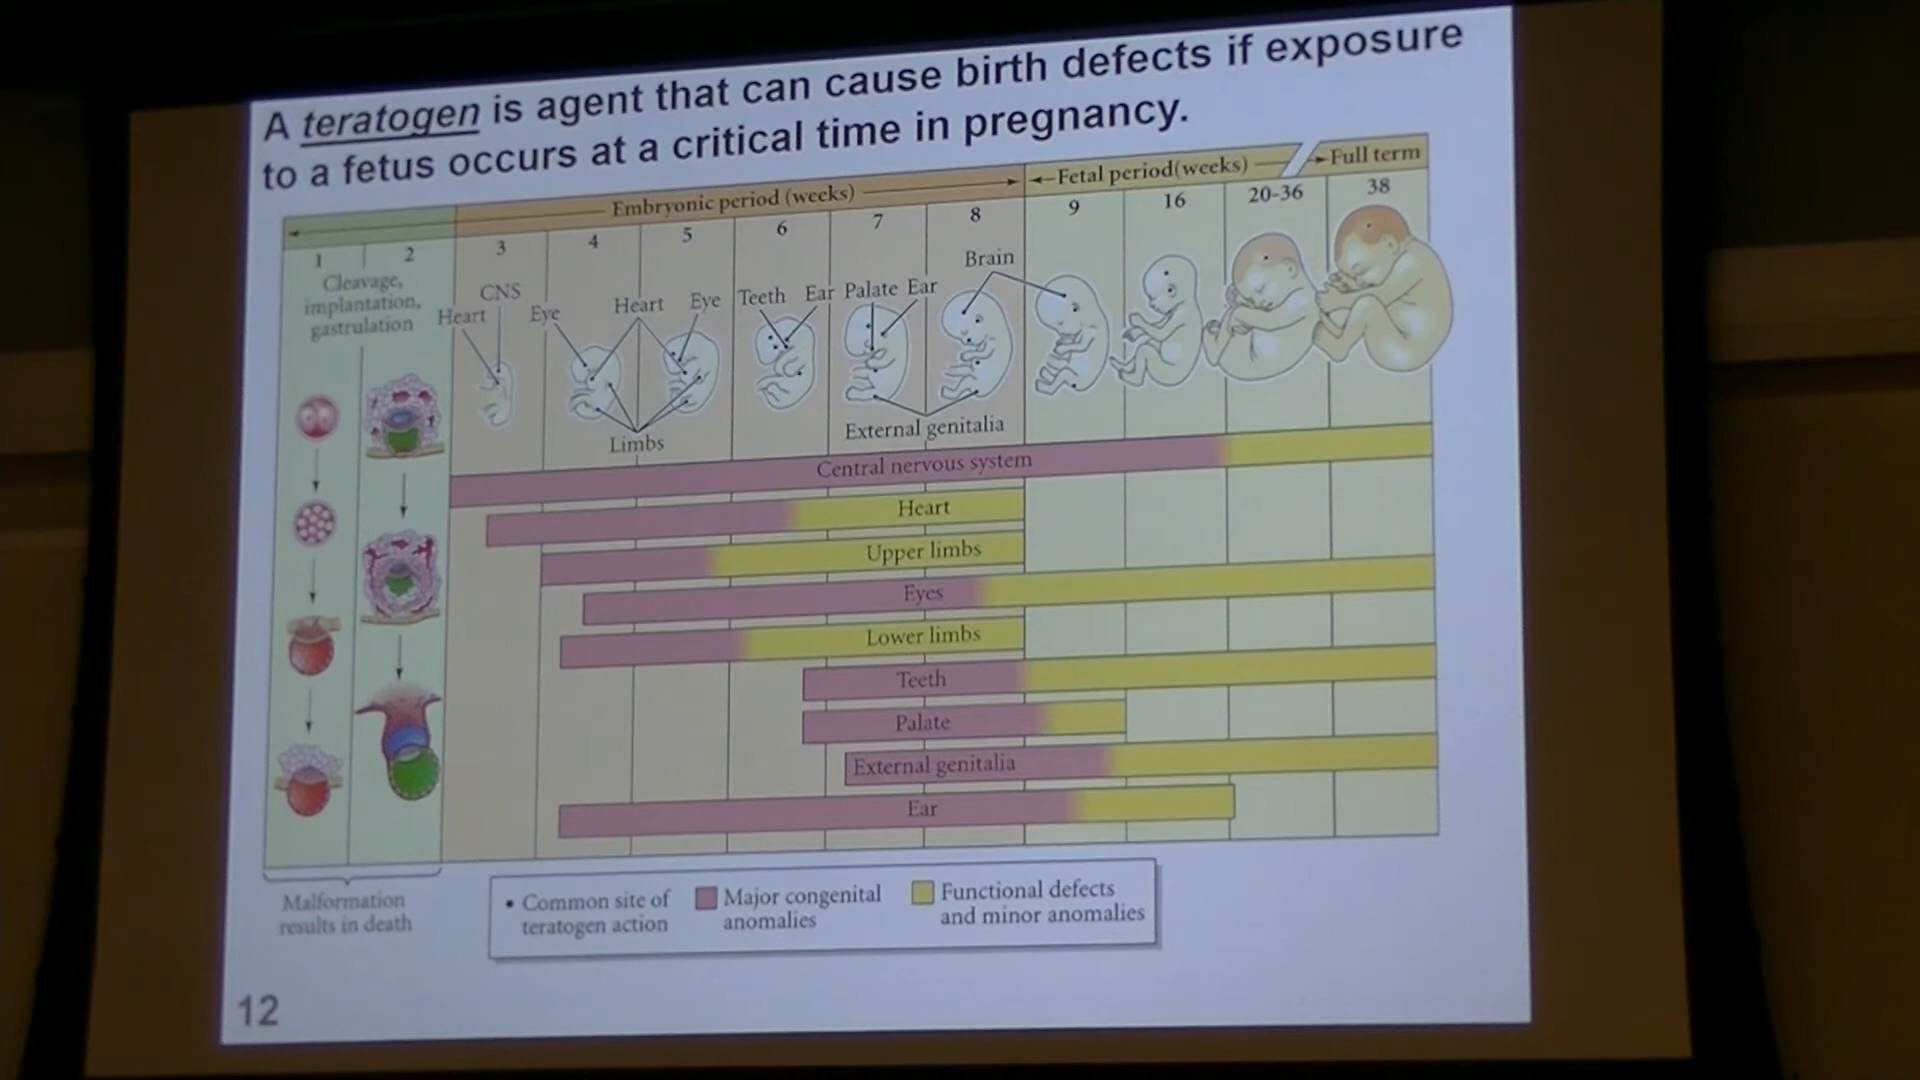 A teratogen is agent that can cause birth defects if exposure
to a fetus occurs at a critical time in pregnancy.
Embryonic period (weeks)
Fetal period(weeks)
Full term
1 2 3 4 5 6 7 8 9 16 20-36 38
Cleavage,
implantation,
gastrulation
CNS
Heart
Eye
Heart
Eye
Teeth
Ear
Palate
Ear
Brain
Limbs
External genitalia
Central nervous system
Heart
Upper limbs
Eyes
Lower limbs
Teeth
Palate
External genitalia
Ear
Malformation
results in death
• Common site of
teratogen action
Major congenital
anomalies
Functional defects
and minor anomalies
12